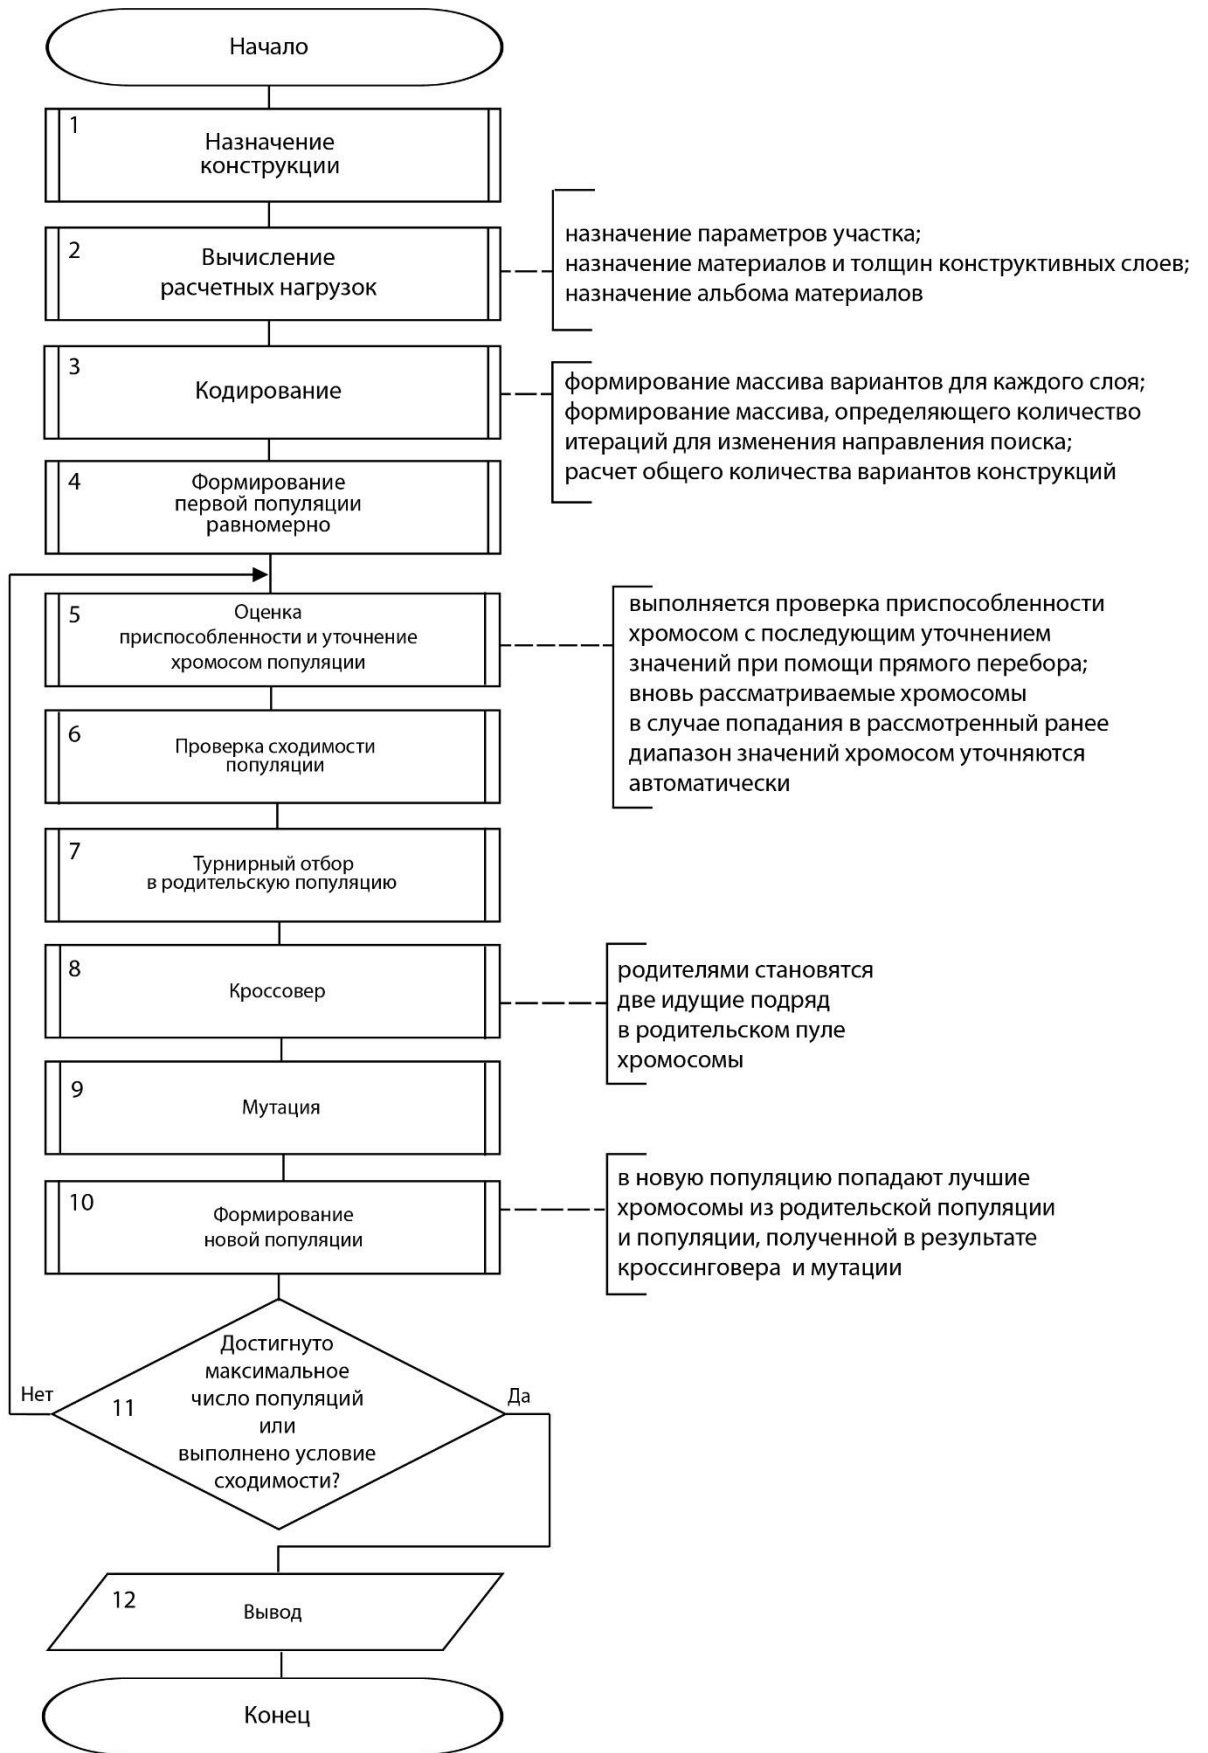 Начало
1
Назначение
конструкции
2
Вычисление
расчетных нагрузок
назначение параметров участка;
назначение материалов и толщин конструктивных слоев;
назначение альбома материалов
3
Кодирование
формирование массива вариантов для каждого слоя;
формирование массива, определяющего количество
итераций для изменения направления поиска;
расчет общего количества вариантов конструкций
4
Формирование
первой популяции
равномерно
5
Оценка
приспособленности и уточнение
хромосом популяции
выполняется проверка приспособленности
хромосом с последующим уточнением
значений при помощи прямого перебора;
вновь рассматриваемые хромосомы
в случае попадания в рассмотренный ранее
диапазон значений хромосом уточняются
автоматически
6
Проверка сходимости
популяции
7
Турнирный отбор
в родительскую популяцию
8
Кроссовер
родителями становятся
две идущие подряд
в родительском пуле
хромосомы
9
Мутация
10
Формирование
новой популяции
в новую популяцию попадают лучшие
хромосомы из родительской популяции
и популяции, полученной в результате
кроссинговера и мутации
11
Достигнуто
максимальное
число популяций
или
выполнено условие
сходимости?
Нет
Да
12
Вывод
Конец